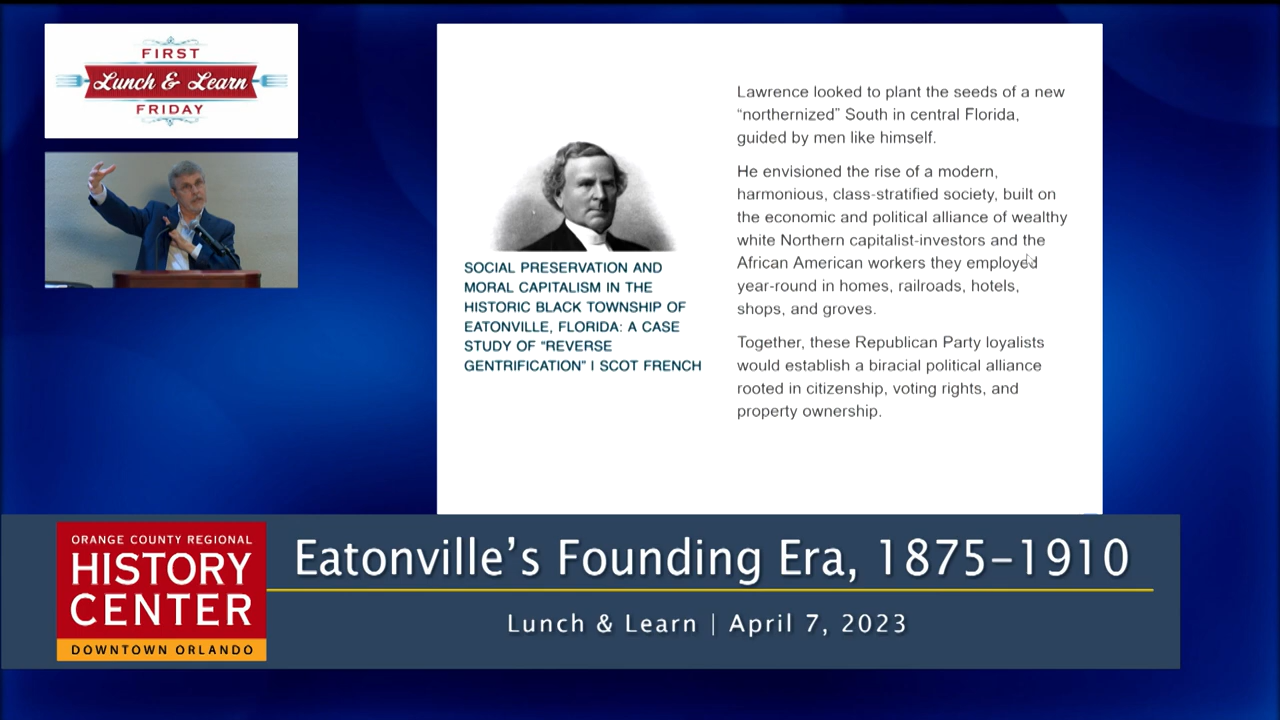 FIRST
Lunch & Learn
FRIDAY
Lawrence looked to plant the seeds of a new
“northernized” South in central Florida,
guided by men like himself.
He envisioned the rise of a modern,
harmonious, class-stratified society, built on
the economic and political alliance of wealthy
white Northern capitalist-investors and the
African American workers they employed
year-round in homes, railroads, hotels,
shops, and groves.
Together, these Republican Party loyalists
would establish a biracial political alliance
rooted in citizenship, voting rights, and
property ownership.
SOCIAL PRESERVATION AND
MORAL CAPITALISM IN THE
HISTORIC BLACK TOWNSHIP OF
EATONVILLE, FLORIDA: A CASE
STUDY OF "REVERSE
GENTRIFICATION" | SCOT FRENCH
ORANGE COUNTY REGIONAL
HISTORY
CENTER
DOWNTOWN ORLANDO
Eatonville’s Founding Era, 1875–1910
Lunch & Learn | April 7, 2023